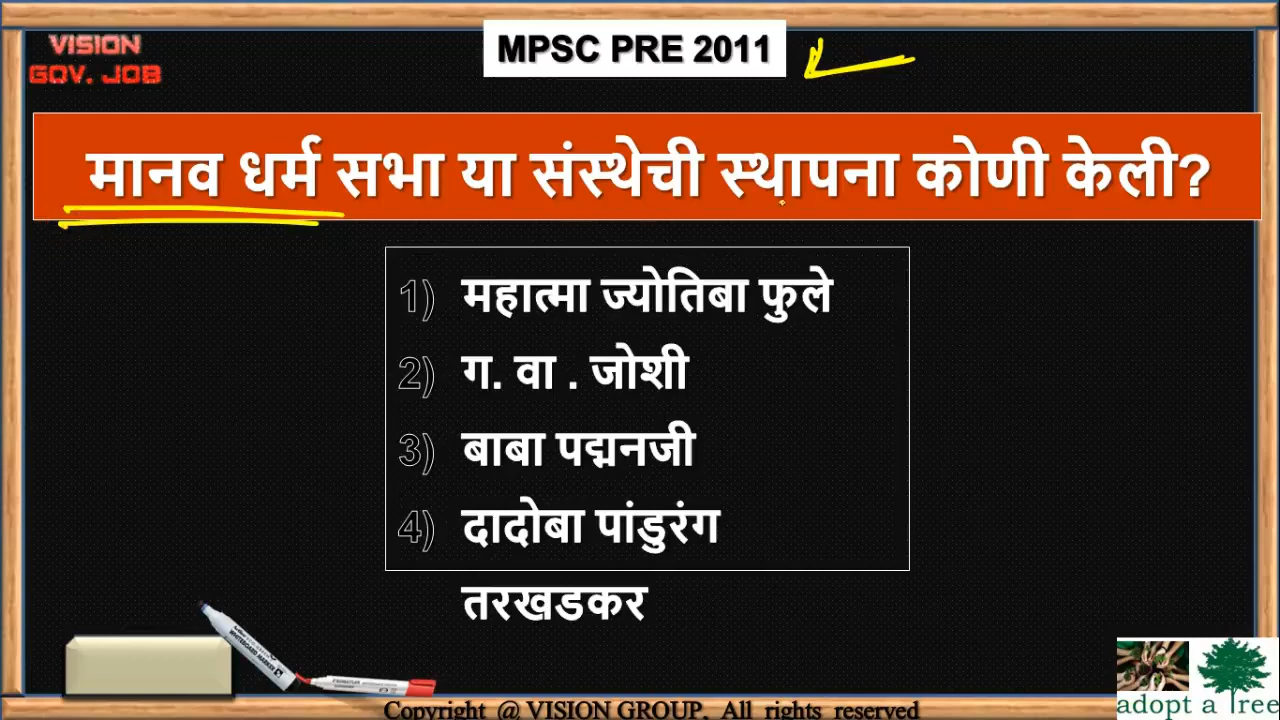 VISION
GOV. JOB
MPSC PRE 2011
मानव धर्म सभा या संस्थेची स्थापना कोणी केली?
1) महात्मा ज्योतिबा फुले
2) ग. वा . जोशी
3) बाबा पद्मनजी
4) दादोबा पांडुरंग
तरखडकर
adopt a Tree
Copyright @ VISION GROUP, All rights reserved